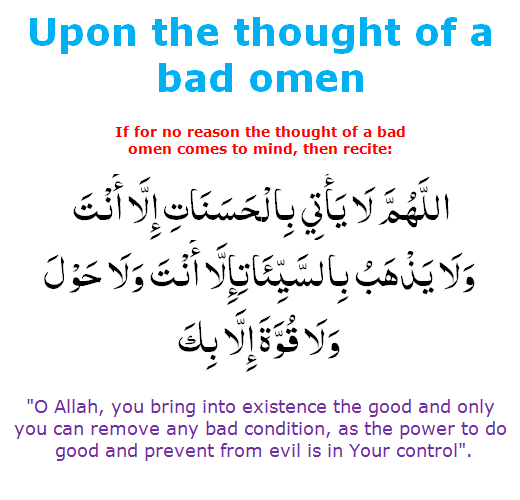 Upon the thought of a
bad omen
If for no reason the thought of a bad
omen comes to mind, then recite:
اللَّهُمَّ لَا يَأْتِي بِالْحَسَنَاتِ إِلَّا أَنْتَ
وَلَا يَذْهَبُ بِالسَّيِّئَاتِإِلَّا أَنْتَ وَلَا حَوْلَ
وَلَا قُوَّةَ إِلَّا بِكَ
"O Allah, you bring into existence the good and only
you can remove any bad condition, as the power to do
good and prevent from evil is in Your control".